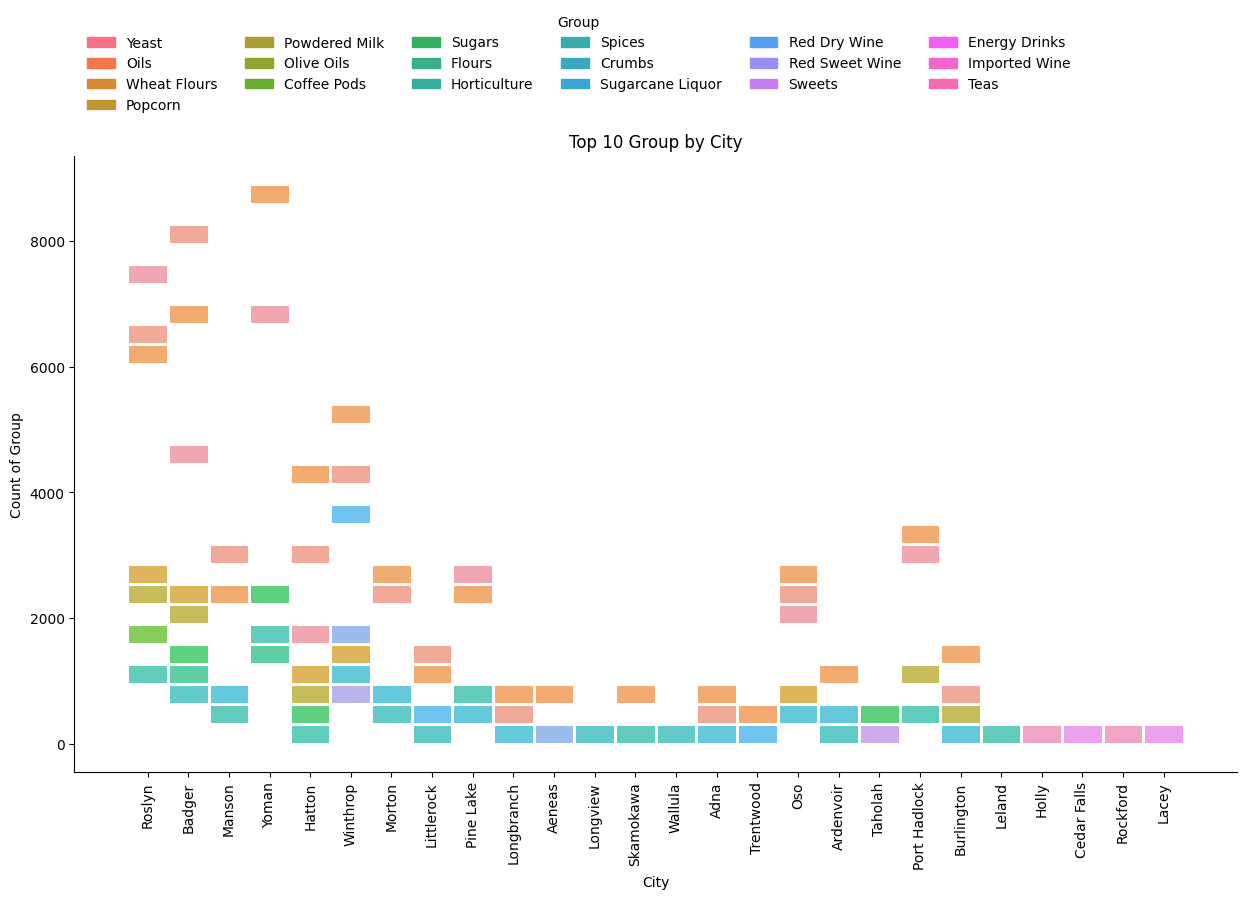 Group
Yeast
Oils
Wheat Flours
Popcorn
Powdered Milk
Olive Oils
Coffee Pods
Sugars
Flours
Horticulture
Spices
Crumbs
Sugarcane Liquor
Red Dry Wine
Red Sweet Wine
Sweets
Energy Drinks
Imported Wine
Teas
Top 10 Group by City
Count of Group
8000
6000
4000
2000
0
Roslyn
Badger
Manson
Yoman
Hatton
Winthrop
Morton
Littlerock
Pine Lake
Longbranch
Aeneas
Longview
Skamokawa
Wallula
Adna
Trentwood
Oso
Ardenvoir
Taholah
Port Hadlock
Burlington
Leland
Holly
Cedar Falls
Rockford
Lacey
City